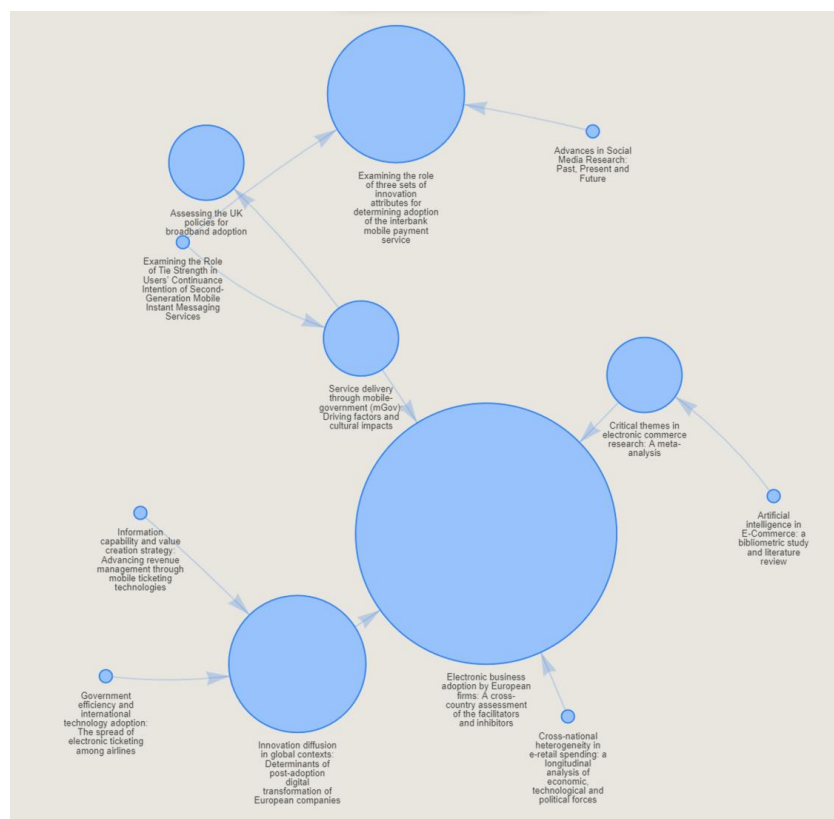 Advances in Social
Media Research:
Past, Present and
Future
Examining the role
of three sets of
innovation
attributes for
determining adoption
of the interbank
mobile payment
service
Assessing the UK
policies for
broadband adoption
Examining the Role
of Tie Strength in
Users' Continuance
Intention of Second-
Generation Mobile
Instant Messaging
Services
Service delivery
through mobile-
government (mGov)
Driving factors and
cultural impacts
Critical themes in
electronic commerce
research: A meta-
analysis
Artificial
intelligence in
E-Commerce: a
bibliometric study
and literature
review
Information
capability and value
creation strategy:
Advancing revenue
management through
mobile ticketing
technologies
Electronic business
adoption by European
firms: A cross-
country assessment
of the facilitators
and inhibitors
Government
efficiency and
international
technology adoption:
The spread of
electronic ticketing
among airlines
Cross-national
heterogeneity in
e-retail spending: a
longitudinal
analysis of
economic,
technological and
political forces
Innovation diffusion
in global contexts:
Determinants of
post-adoption
digital
transformation of
European companies